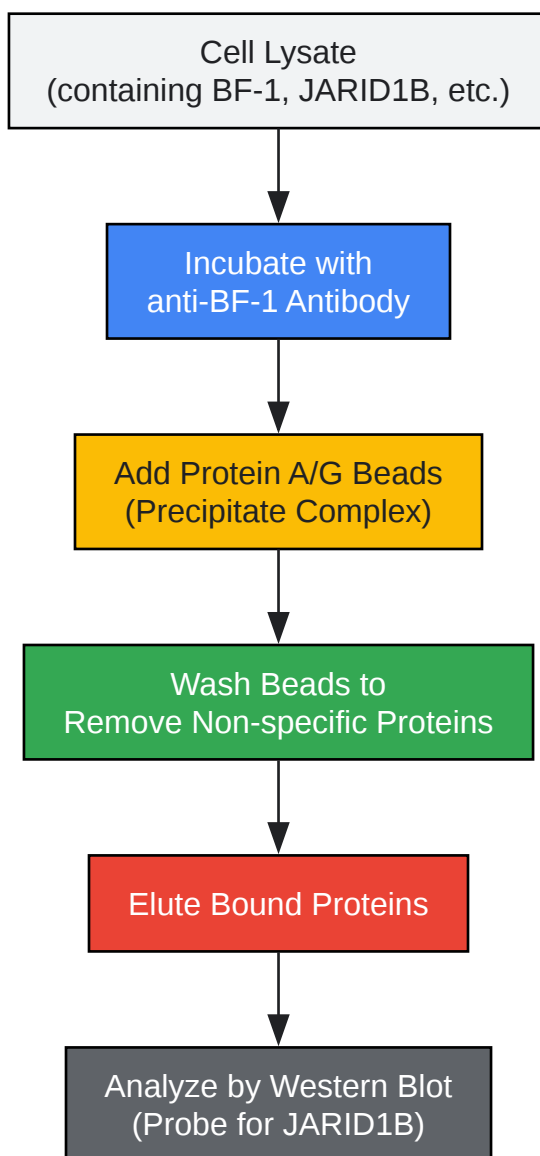 Cell Lysate
(containing BF-1, JARID1B, etc.)
Incubate with
anti-BF-1 Antibody
Add Protein A/G Beads
(Precipitate Complex)
Wash Beads to
Remove Non-specific Proteins
Elute Bound Proteins
Analyze by Western Blot
(Probe for JARID1B)